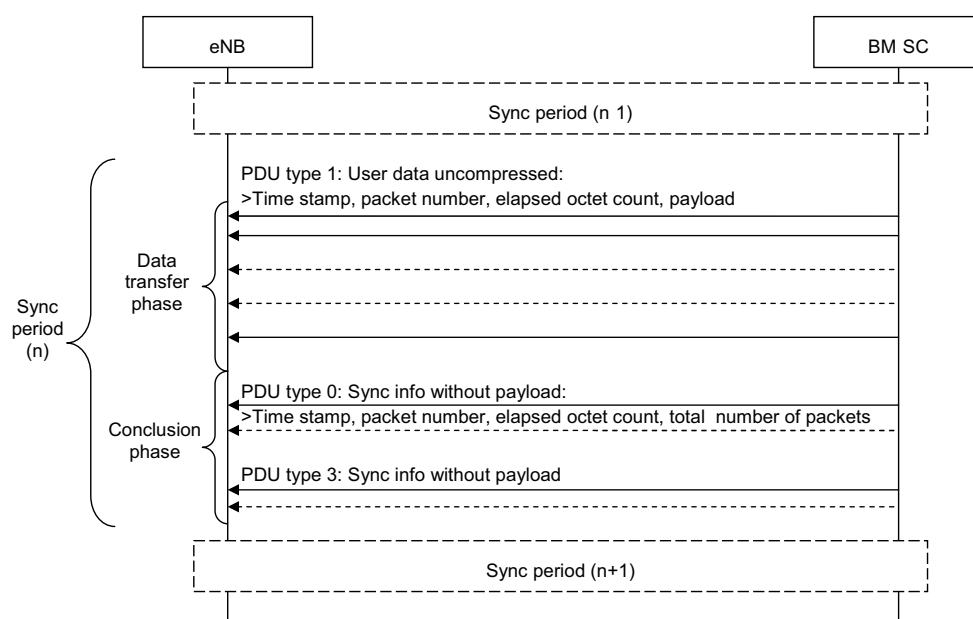 eNB
BM SC
Sync period (n 1)
PDU type 1: User data uncompressed:
>Time stamp, packet number, elapsed octet count, payload
Data
transfer
phase
Sync
period
(n)
PDU type 0: Sync info without payload:
>Time stamp, packet number, elapsed octet count, total number of packets
Conclusion
phase
PDU type 3: Sync info without payload
Sync period (n+1)